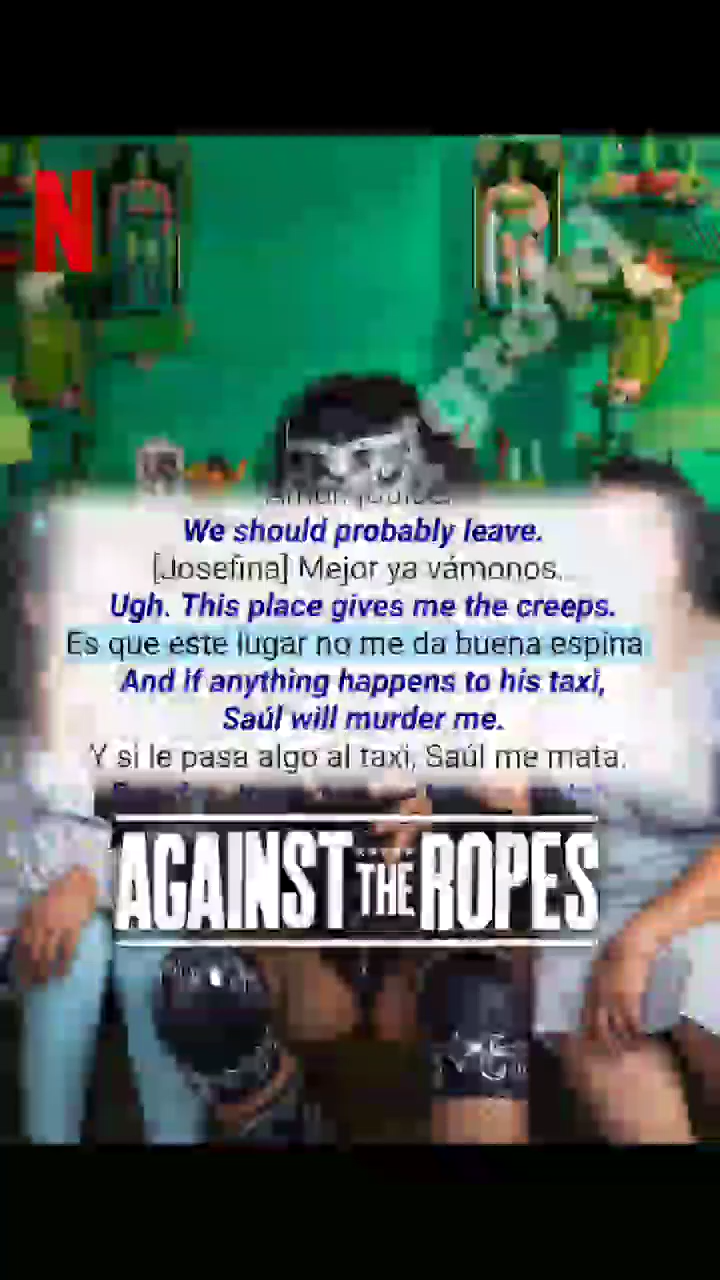 N
We should probably leave.
[Josefina] Mejor ya vámonos.
Ugh. This place gives me the creeps.
Es que este lugar no me da buena espina
And if anything happens to his taxi,
Saúl will murder me.
Y si le pasa algo al taxi, Saúl me mata.
AGAINST THE ROPES